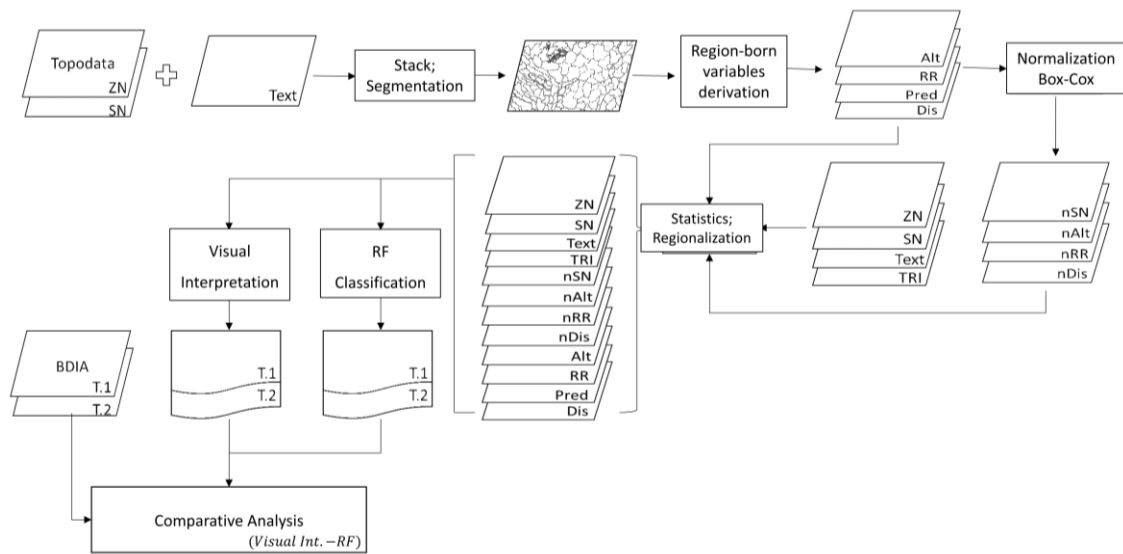 Topodata
ZN
SN
Text
Stack;
Segmentation
Region-born
variables
derivation
Alt
RR
Pred
Dis
Normalization
Box-Cox
ZN
SN
Text
TRI
nSN
nAlt
nRR
nDis
Alt
RR
Pred
Dis
Statistics;
Regionalization
ZN
SN
Text
TRI
nSN
nAlt
nRR
nDis
Visual
Interpretation
RF
Classification
BDIA
T.1
T.2
T.1
T.2
T.1
T.2
Comparative Analysis
(Visual Int.−RF)